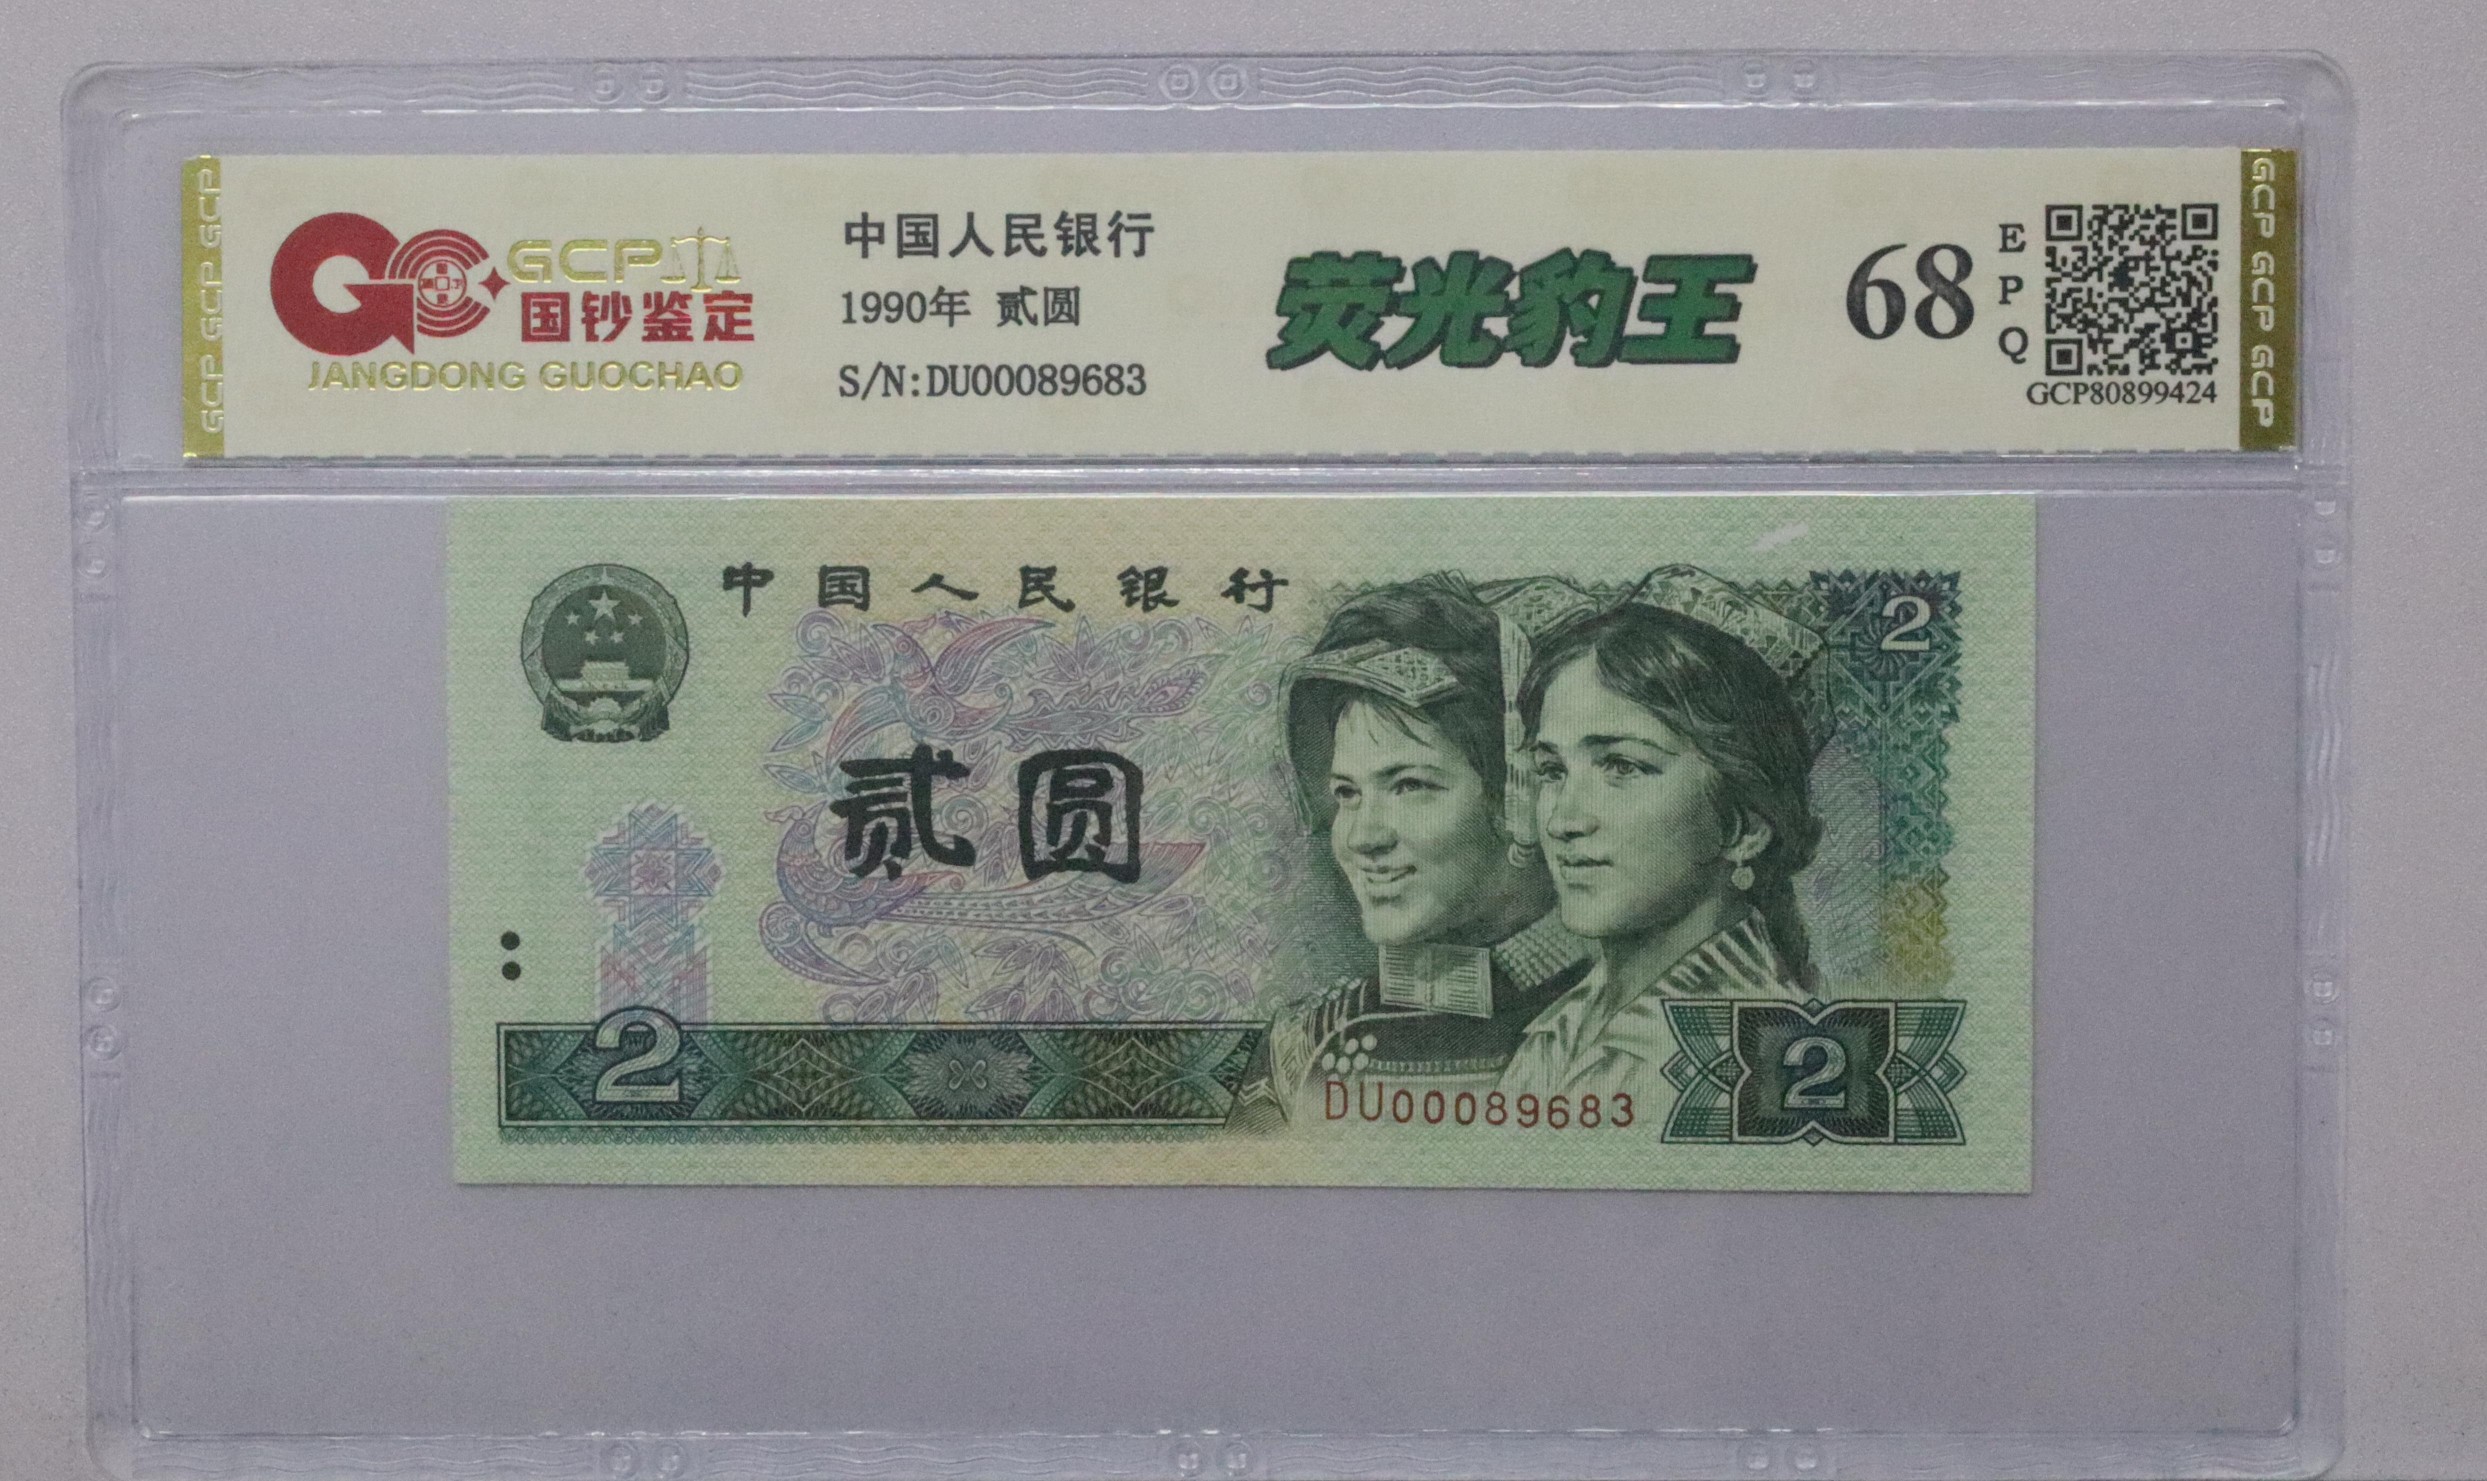 GCP
国钞鉴定
JANGDONG GUOCHAO
中国人民银行
1990年 贰圆
S/N:DU00089683
荧光豹王
68
EPQ
GCP80899424
GCP GCP GCP
GCP GCP GCP
中国人民银行
2
贰圆
2
DU00089683
2